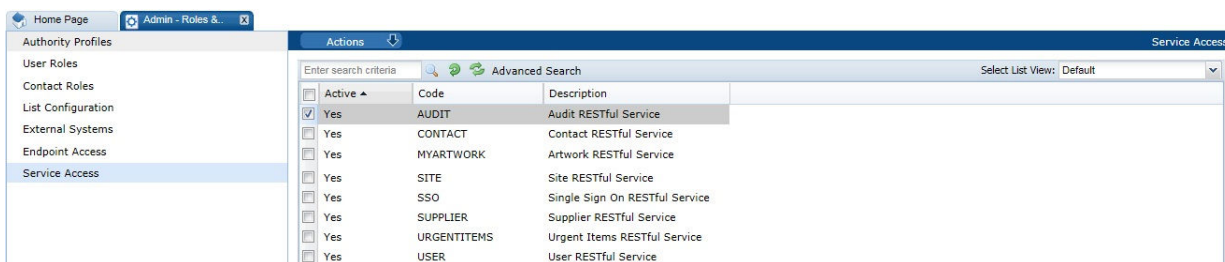 Home Page Admin - Roles &..
Authority Profiles
User Roles
Contact Roles
List Configuration
External Systems
Endpoint Access
Service Access
Actions Service Access
Enter search criteria Advanced Search Select List View: Default
Active Code Description
Yes AUDIT Audit RESTful Service
Yes CONTACT Contact RESTful Service
Yes MYARTWORK Artwork RESTful Service
Yes SITE Site RESTful Service
Yes SSO Single Sign On RESTful Service
Yes SUPPLIER Supplier RESTful Service
Yes URGENTITEMS Urgent Items RESTful Service
Yes USER User RESTful Service